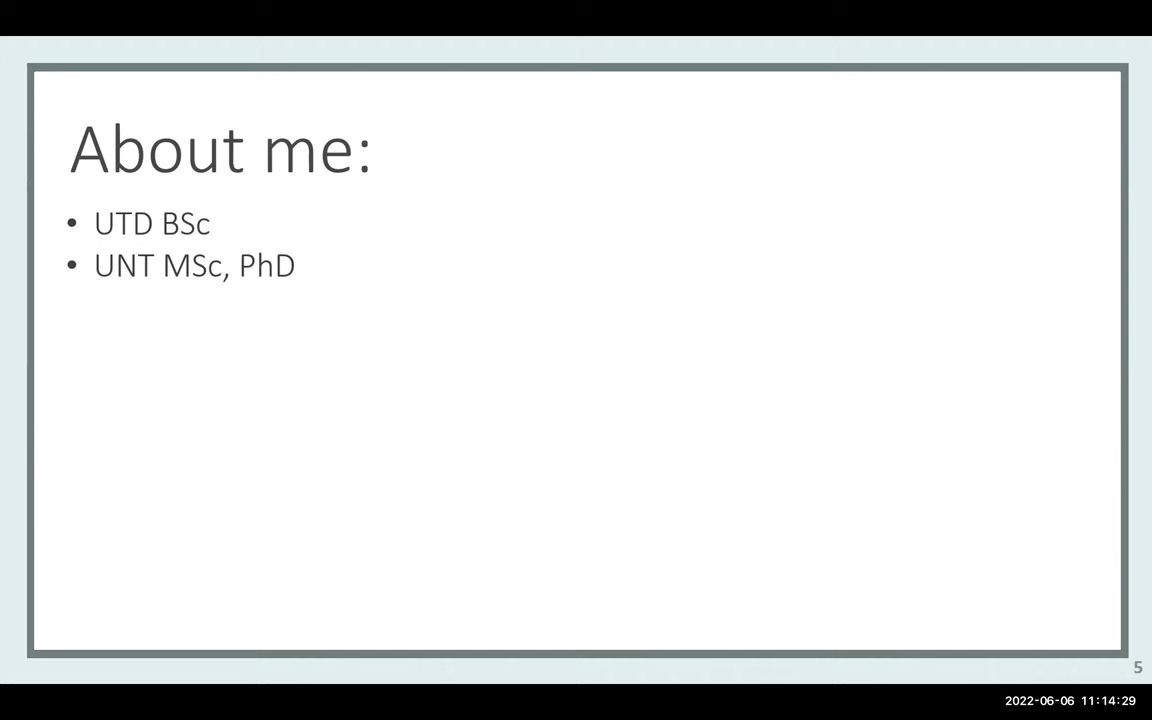 About me:
• UTD BSc
• UNT MSc, PhD
5
2022-06-06 11:14:29